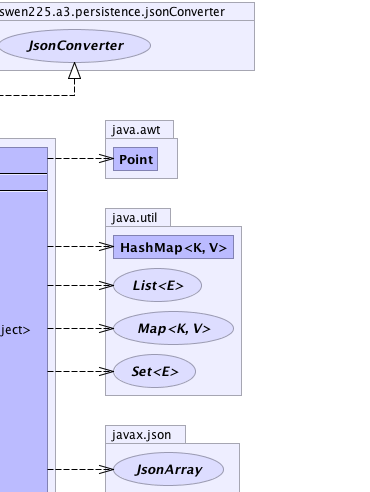 swen225.a3.persistence.jsonConverter
JsonConverter
java.awt
Point
java.util
HashMap<K, V>
List<E>
ject>
Map<K, V>
Set<E>
javax.json
JsonArray